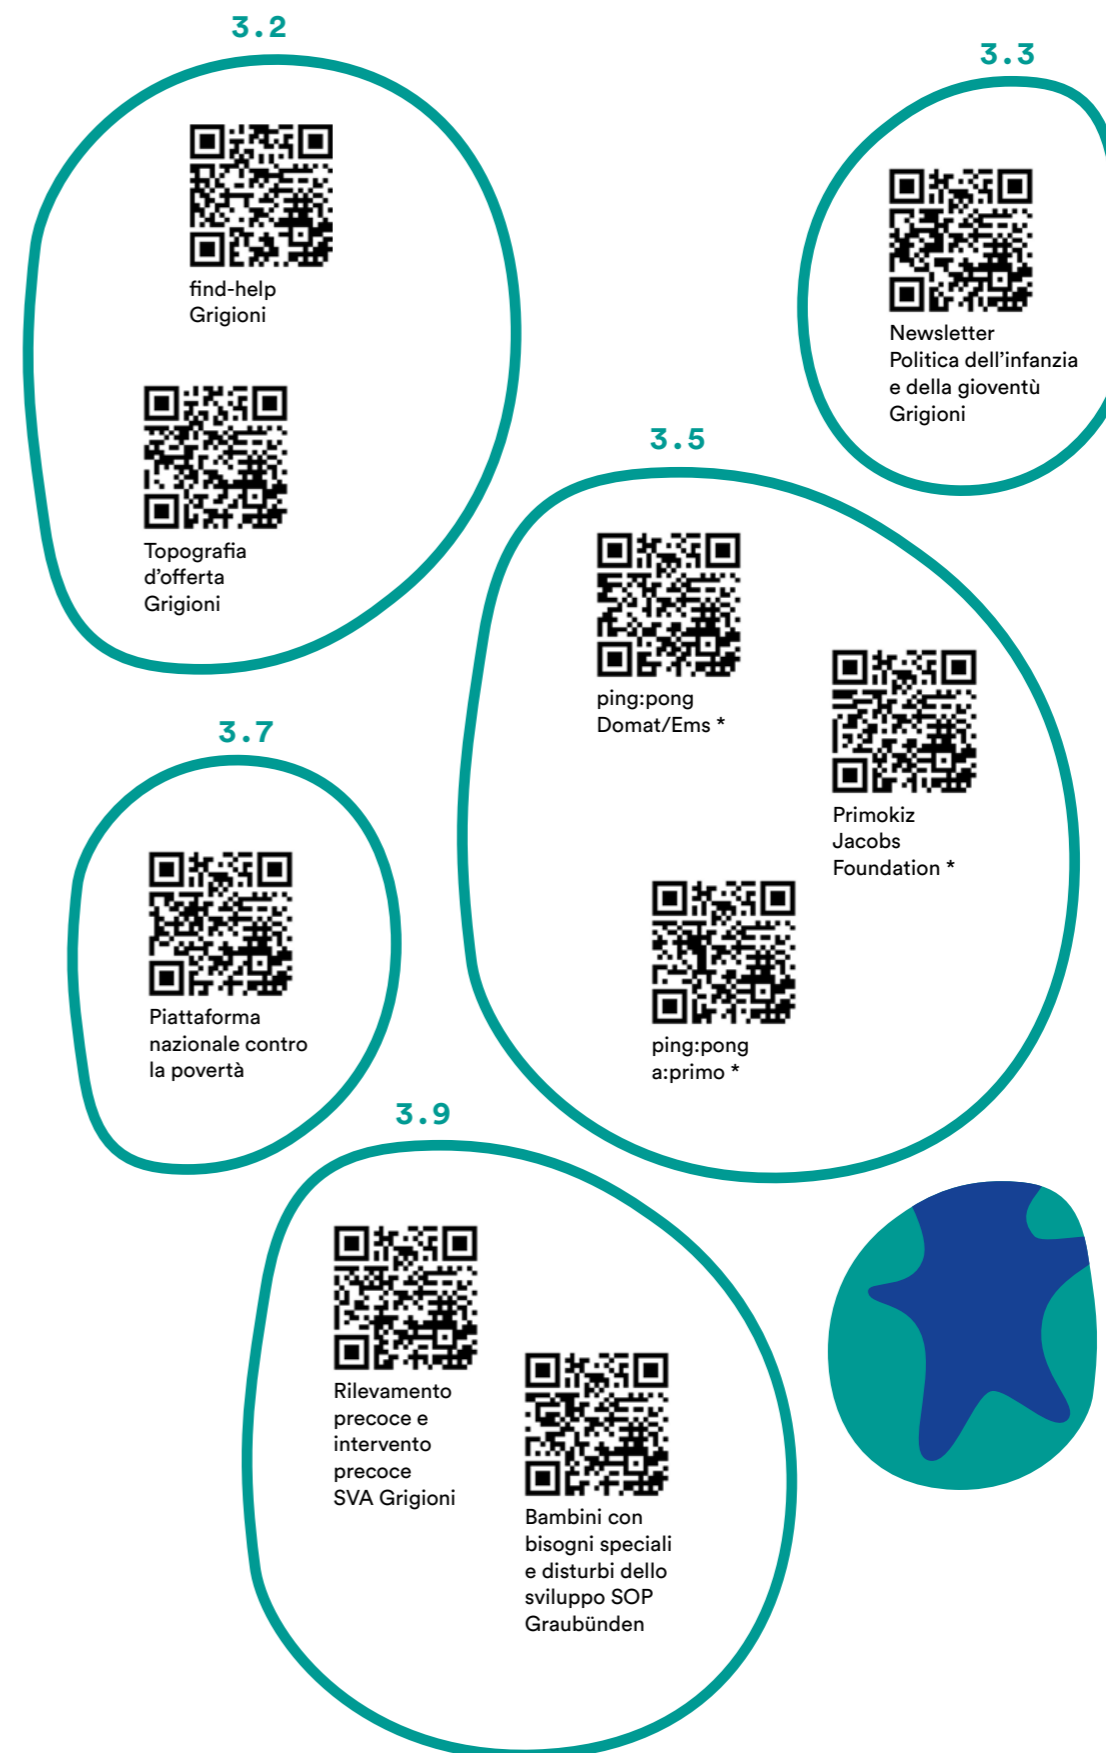 3.2
find-help
Grigioni
Topografia
d'offerta
Grigioni
3.3
Newsletter
Politica dell'infanzia
e della gioventù
Grigioni
3.5
ping:pong
Domat/Ems *
Primokiz
Jacobs
Foundation *
ping:pong
a:primo *
3.7
Piattaforma
nazionale contro
la povertà
3.9
Rilevamento
precoce e
intervento
precoce
SVA Grigioni
Bambini con
bisogni speciali
e disturbi dello
sviluppo SOP
Graubünden